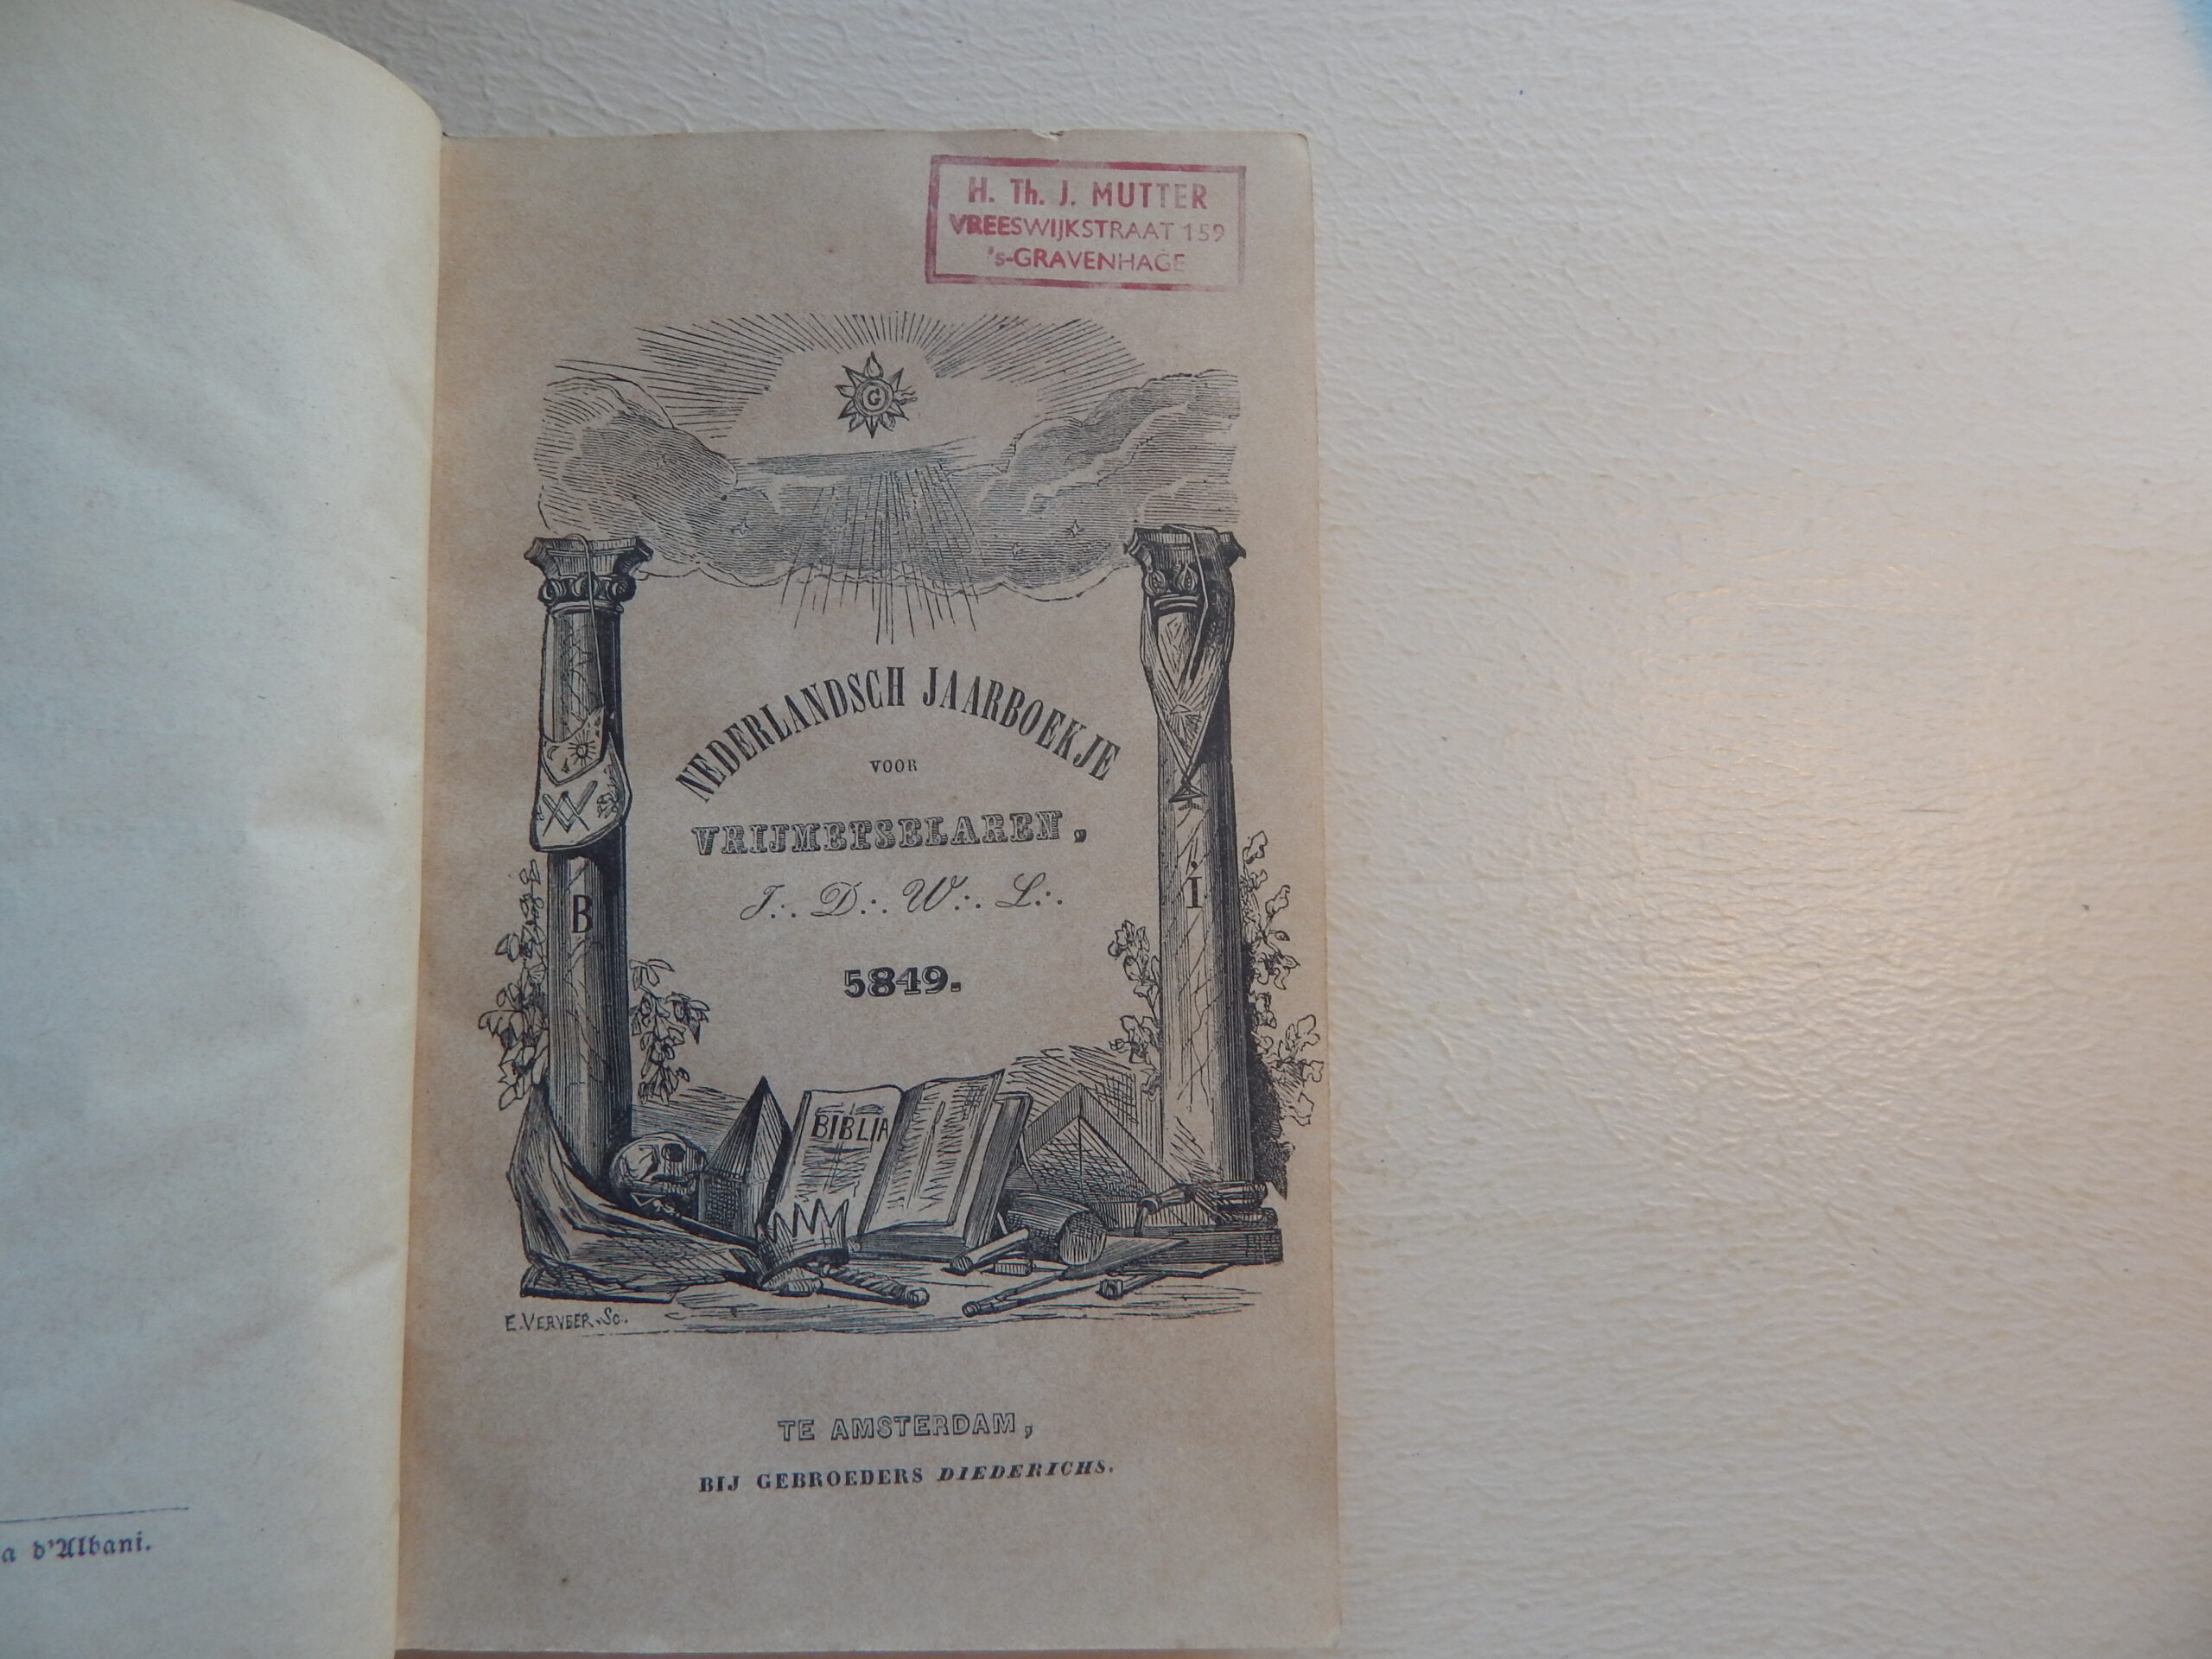 H. Th. J. MUTTER
VREESWIJKSTRAAT 159
's-GRAVENHAGE
G
NEDERLANDSCH JAARBOEKJE
VOOR
VRIJMETSELAREN,
J∴ D∴ W∴ L∴
B
I
5849.
BIBLIA
E. VERVEER. Sc.
TE AMSTERDAM,
BIJ GEBROEDERS DIEDERICHS.
a d'Albani.